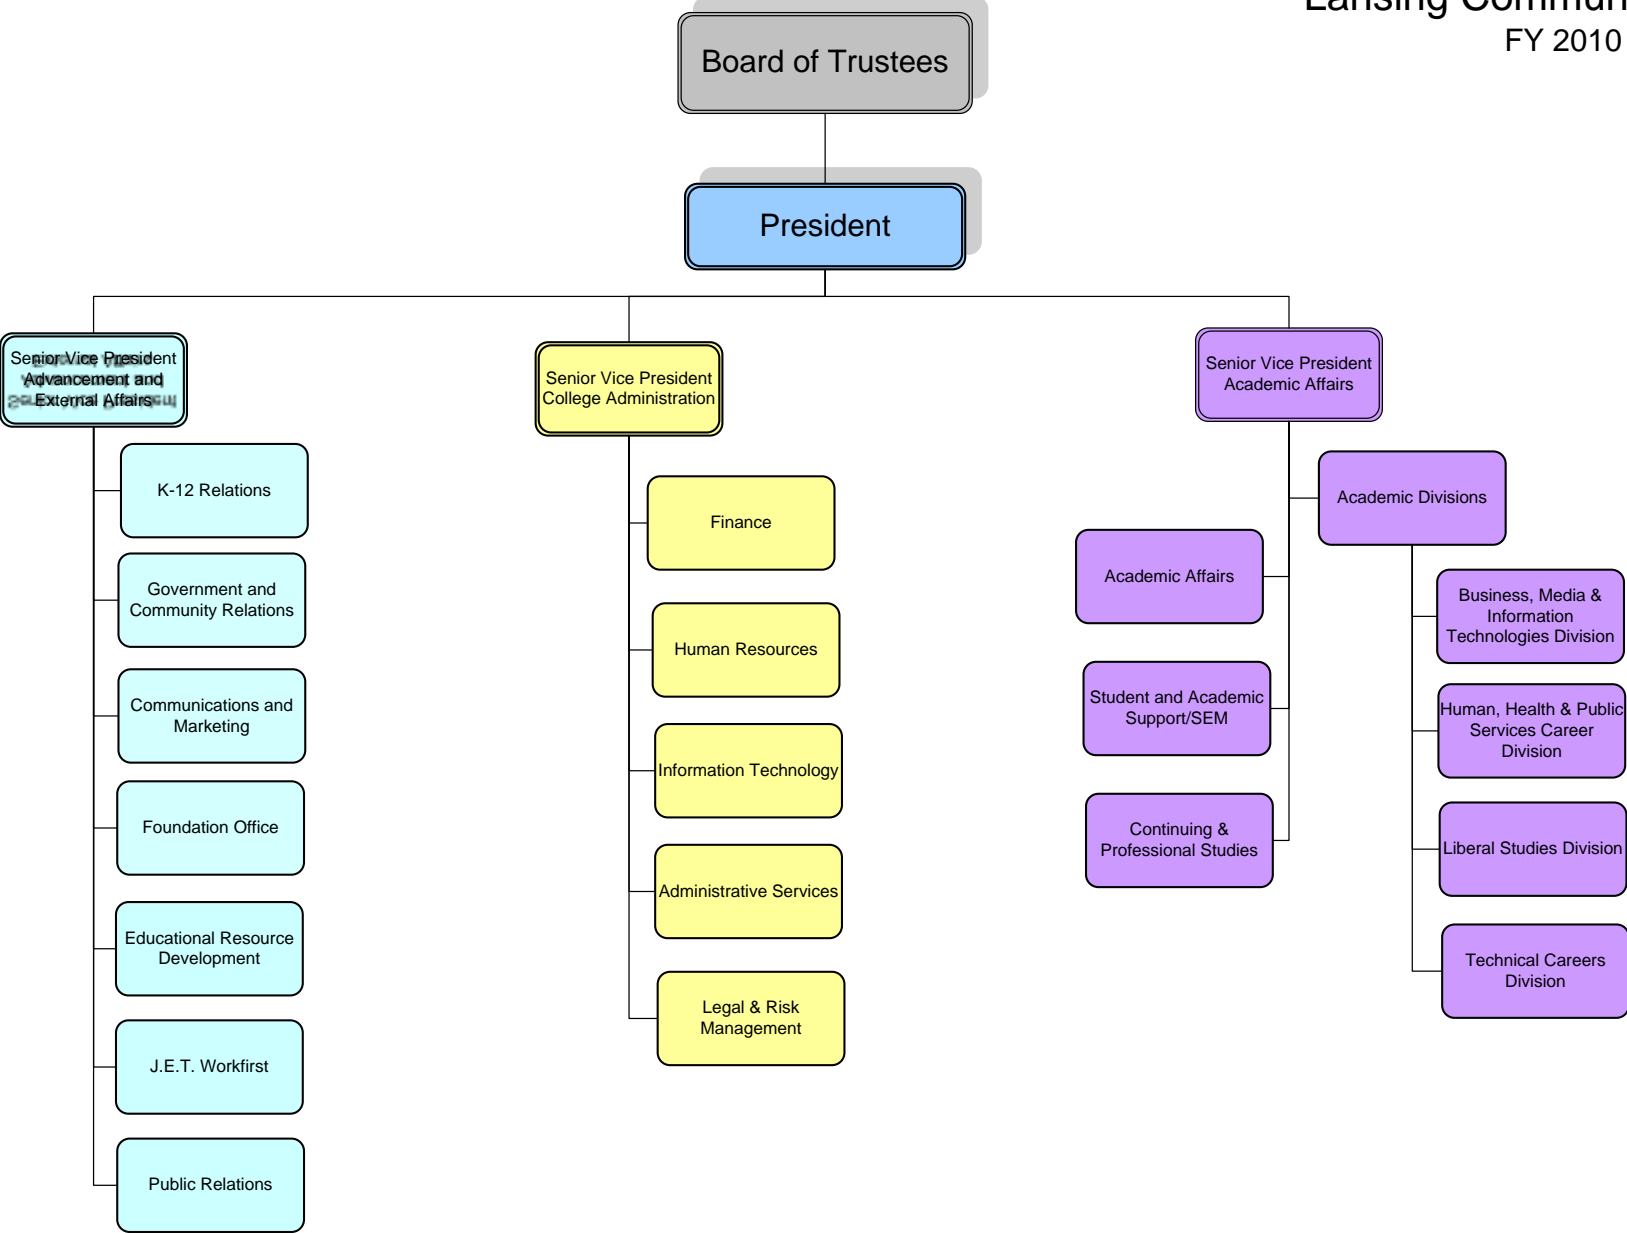 Lansing Commun
FY 2010
Board of Trustees
President
Senior Vice President
Advancement and
External Affairs
K-12 Relations
Government and
Community Relations
Communications and
Marketing
Foundation Office
Educational Resource
Development
J.E.T. Workfirst
Public Relations
Senior Vice President
College Administration
Finance
Human Resources
Information Technology
Administrative Services
Legal & Risk
Management
Senior Vice President
Academic Affairs
Academic Divisions
Academic Affairs
Student and Academic
Support/SEM
Continuing &
Professional Studies
Business, Media &
Information
Technologies Division
Human, Health & Public
Services Career
Division
Liberal Studies Division
Technical Careers
Division